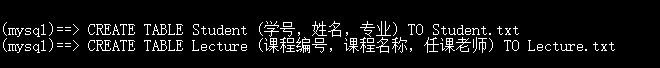 (mysql)==> CREATE TABLE Student (学号，姓名，专业) TO Student.txt
(mysql)==> CREATE TABLE Lecture (课程编号，课程名称，任课老师) TO Lecture.txt